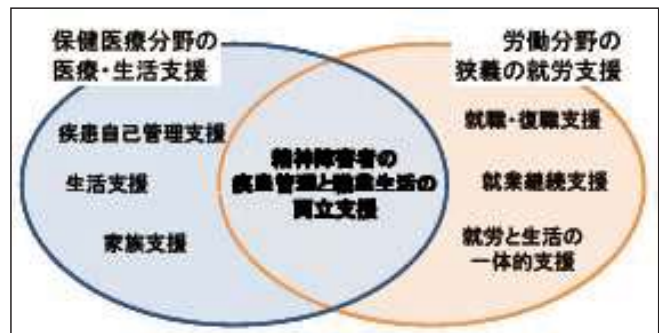 保健医療分野の
医療・生活支援
疾患自己管理支援
生活支援
家族支援
精神障害者の
疾患管理と職業生活の
両立支援
労働分野の
狭義の就労支援
就職・復職支援
就業継続支援
就労と生活の
一体的支援